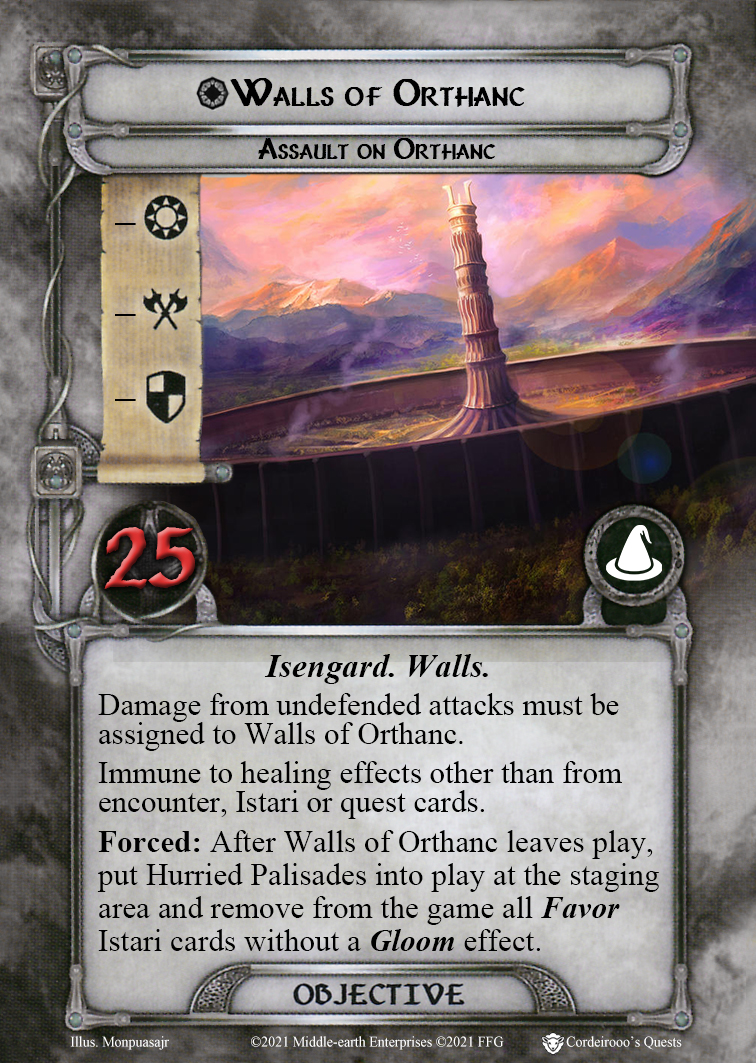 Walls of Orthanc
Assault on Orthanc
–
–
–
25
Isengard. Walls.
Damage from undefended attacks must be
assigned to Walls of Orthanc.
Immune to healing effects other than from
encounter, Istari or quest cards.
Forced: After Walls of Orthanc leaves play,
put Hurried Palisades into play at the staging
area and remove from the game all Favor
Istari cards without a Gloom effect.
OBJECTIVE
Illus. Monpuasajr ©2021 Middle-earth Enterprises ©2021 FFG Cordeirooo's Quests